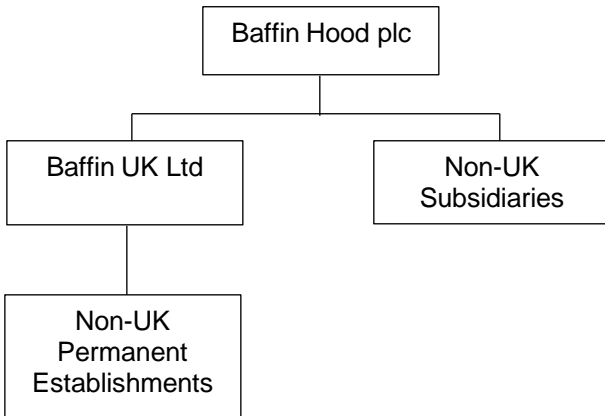 Baffin Hood plc
Baffin UK Ltd
Non-UK
Subsidiaries
Non-UK
Permanent
Establishments